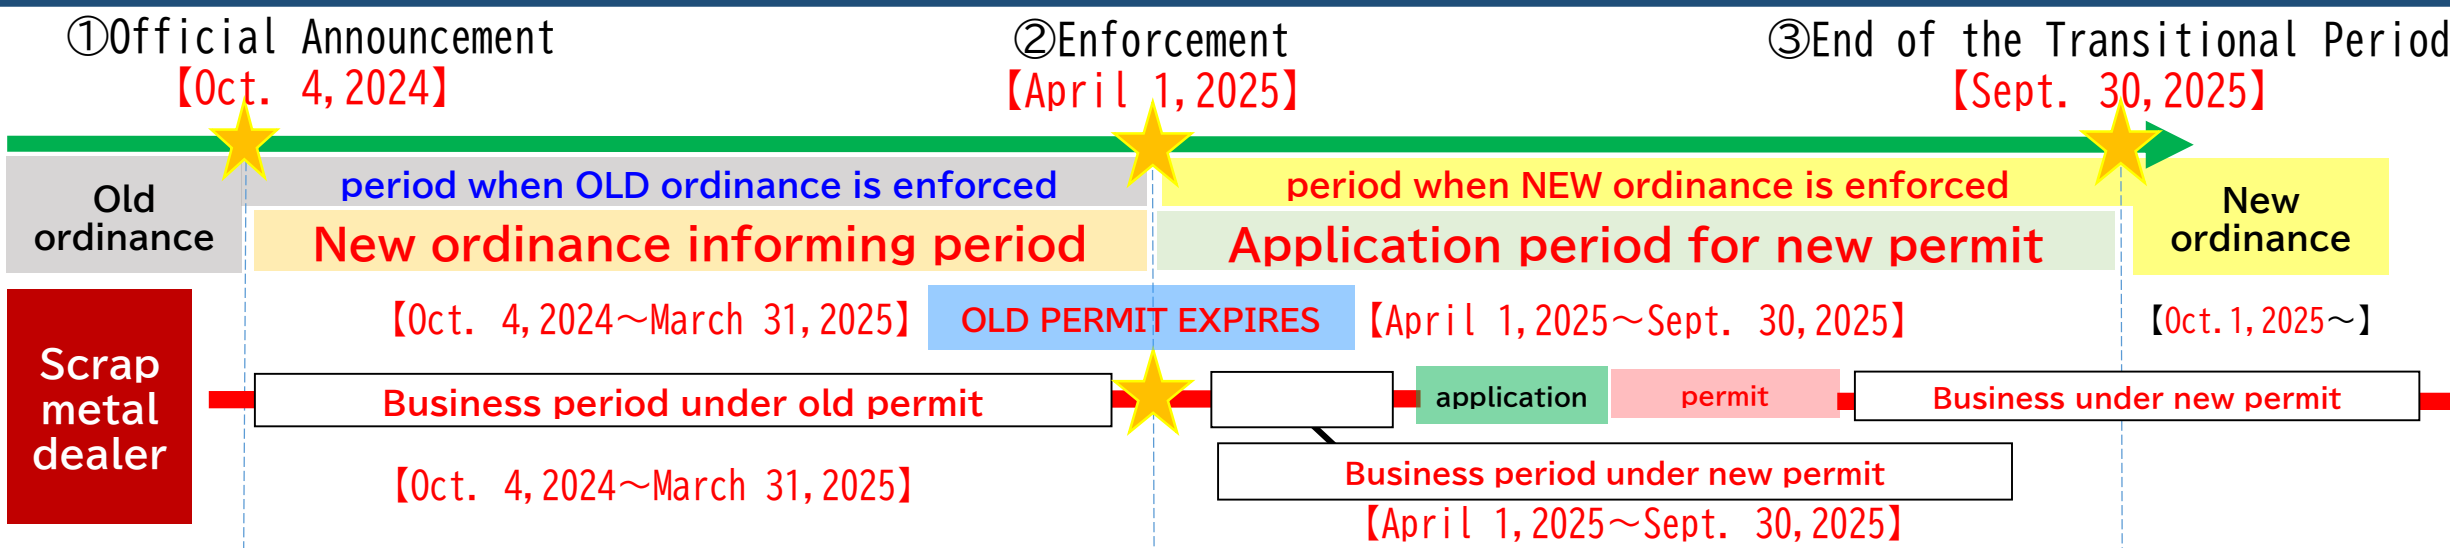 ①Official Announcement
【Oct. 4,2024】
②Enforcement
【April 1,2025】
③End of the Transitional Period
【Sept. 30,2025】
Old
ordinance
period when OLD ordinance is enforced
New ordinance informing period
period when NEW ordinance is enforced
Application period for new permit
New
ordinance
【Oct. 4,2024～March 31,2025】
OLD PERMIT EXPIRES
【April 1,2025～Sept. 30,2025】
【Oct.1,2025～】
Scrap
metal
dealer
Business period under old permit
application
permit
Business under new permit
【Oct. 4,2024～March 31,2025】
Business period under new permit
【April 1,2025～Sept. 30,2025】